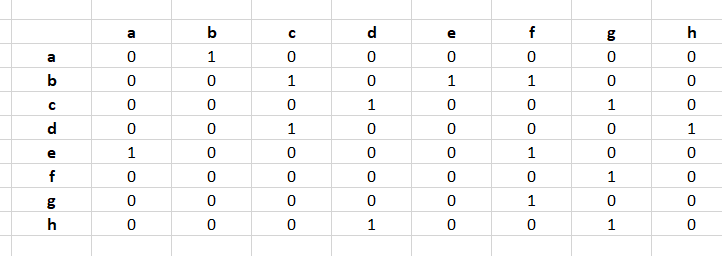 a b c d e f g h
a 0 1 0 0 0 0 0 0
b 0 0 1 0 1 1 0 0
c 0 0 0 1 0 0 1 0
d 0 0 1 0 0 0 0 1
e 1 0 0 0 0 1 0 0
f 0 0 0 0 0 0 1 0
g 0 0 0 0 0 1 0 0
h 0 0 0 1 0 0 1 0